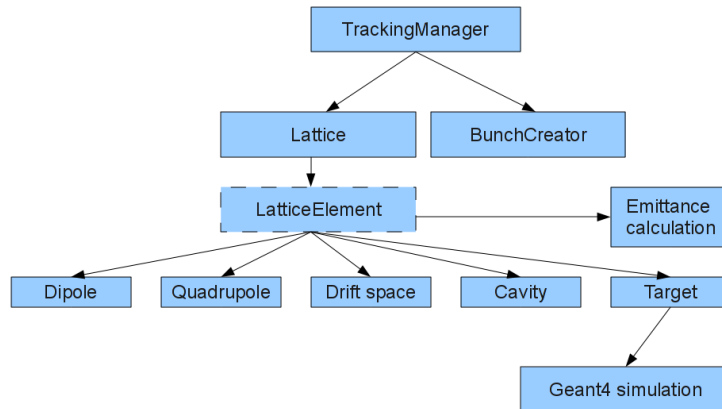 TrackingManager
Lattice
BunchCreator
LatticeElement
Emittance
calculation
Dipole
Quadrupole
Drift space
Cavity
Target
Geant4 simulation